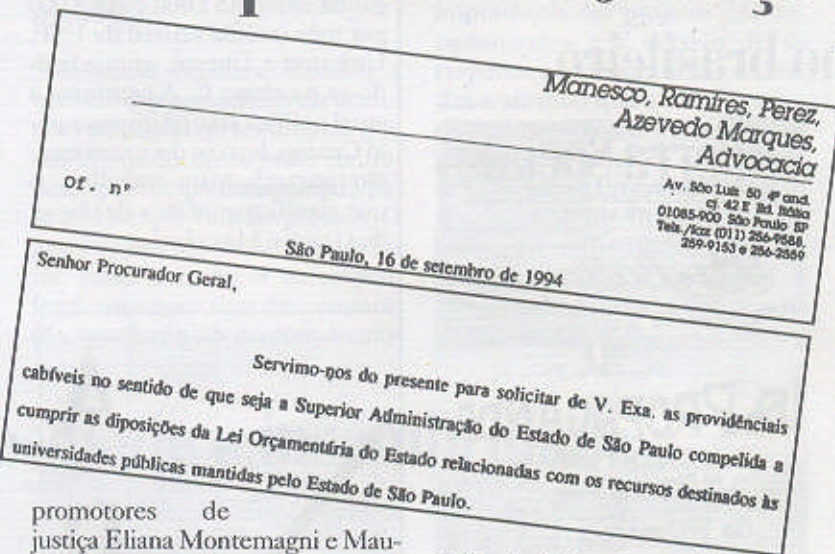 o brasileiro
Manesco, Ramires, Perez,
Azevedo Marques,
Advocacia
Av. São Luís 50 4º and.
cj. 42 E Ed. Itália
01085-900 São Paulo SP
Tels./fax (011) 256-9588,
259-9153 e 256-2559
Of. nº
São Paulo, 16 de setembro de 1994
Senhor Procurador Geral,
Servimo-nos do presente para solicitar de V. Exa. as providênciais
cabíveis no sentido de que seja a Superior Administração do Estado de São Paulo compelida a
cumprir as diposições da Lei Orçamentária do Estado relacionadas com os recursos destinados às
universidades públicas mantidas pelo Estado de São Paulo.
promotores de
justiça Eliana Montemagni e Mau-